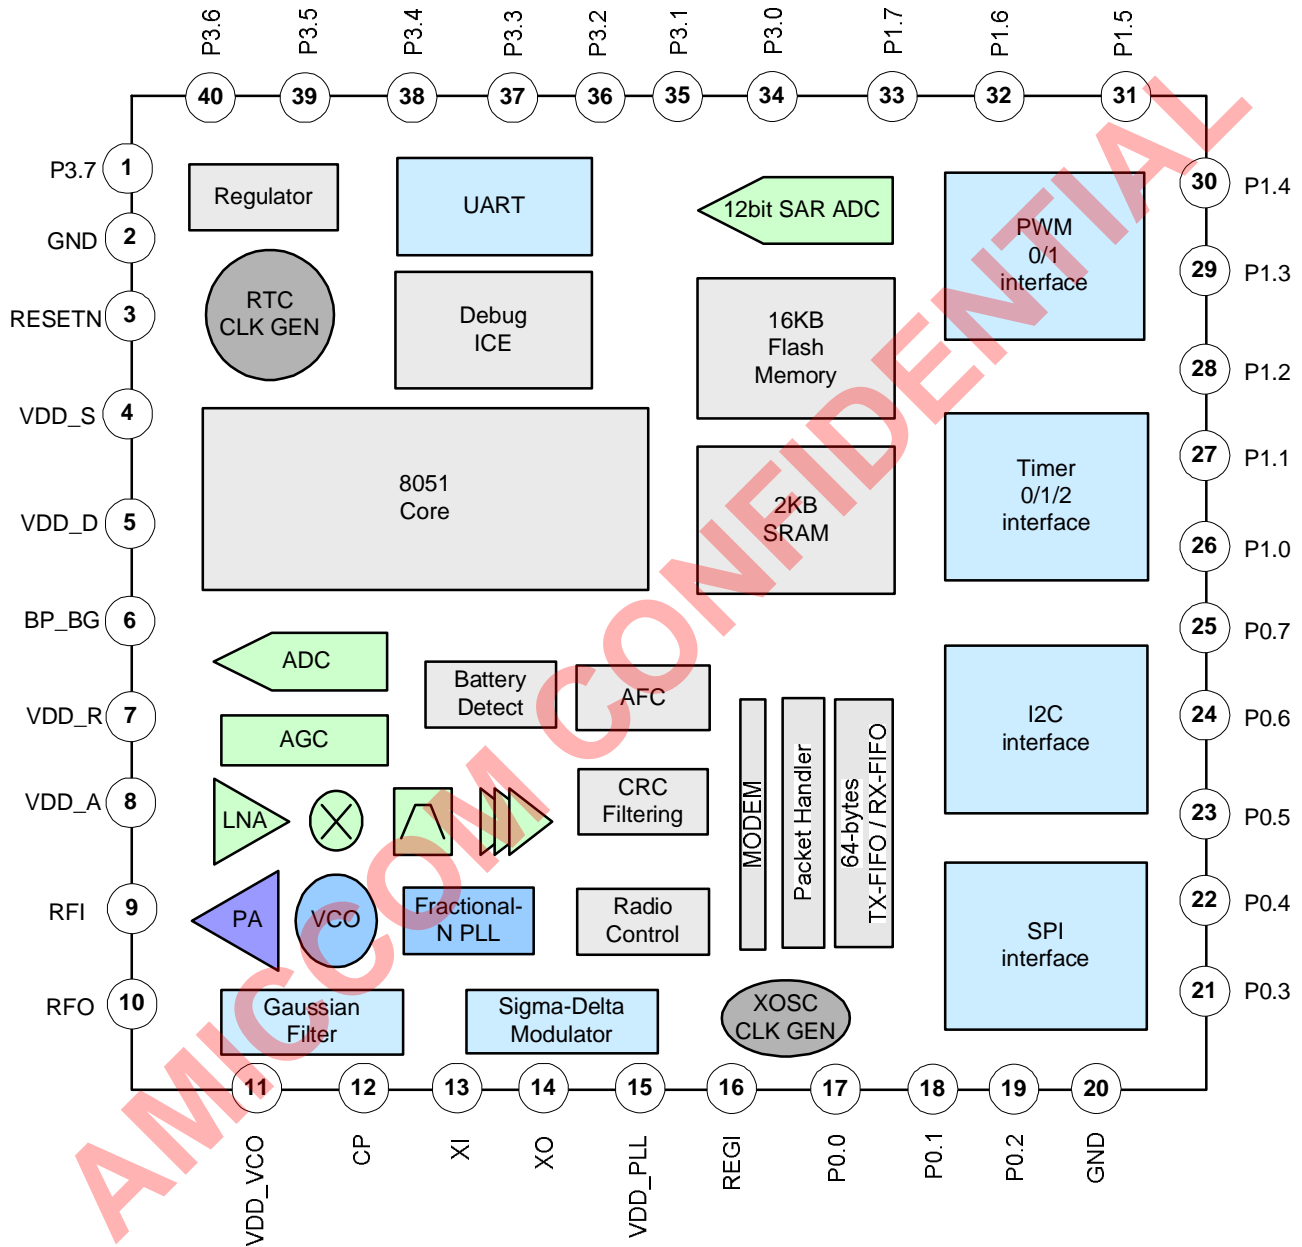 P3.6
P3.5
P3.4
P3.3
P3.2
P3.1
P3.0
P1.7
P1.6
P1.5
40
39
38
37
36
35
34
33
32
31
P3.7
1
GND
2
RESETN
3
VDD_S
4
VDD_D
5
BP_BG
6
VDD_R
7
VDD_A
8
RFI
9
RFO
10
30
P1.4
29
P1.3
28
P1.2
27
P1.1
26
P1.0
25
P0.7
24
P0.6
23
P0.5
22
P0.4
21
P0.3
Regulator
UART
12bit SAR ADC
PWM
0/1
interface
RTC
CLK GEN
Debug
ICE
16KB
Flash
Memory
8051
Core
2KB
SRAM
Timer
0/1/2
interface
ADC
Battery
Detect
AFC
I2C
interface
AGC
LNA
CRC
Filtering
MODEM
Packet Handler
64-bytes
TX-FIFO / RX-FIFO
PA
VCO
Fractional-
N PLL
Radio
Control
SPI
interface
Gaussian
Filter
Sigma-Delta
Modulator
XOSC
CLK GEN
11
12
13
14
15
16
17
18
19
20
VDD_VCO
CP
XI
XO
VDD_PLL
REGI
P0.0
P0.1
P0.2
GND
AMICCOM CONFIDENTIAL